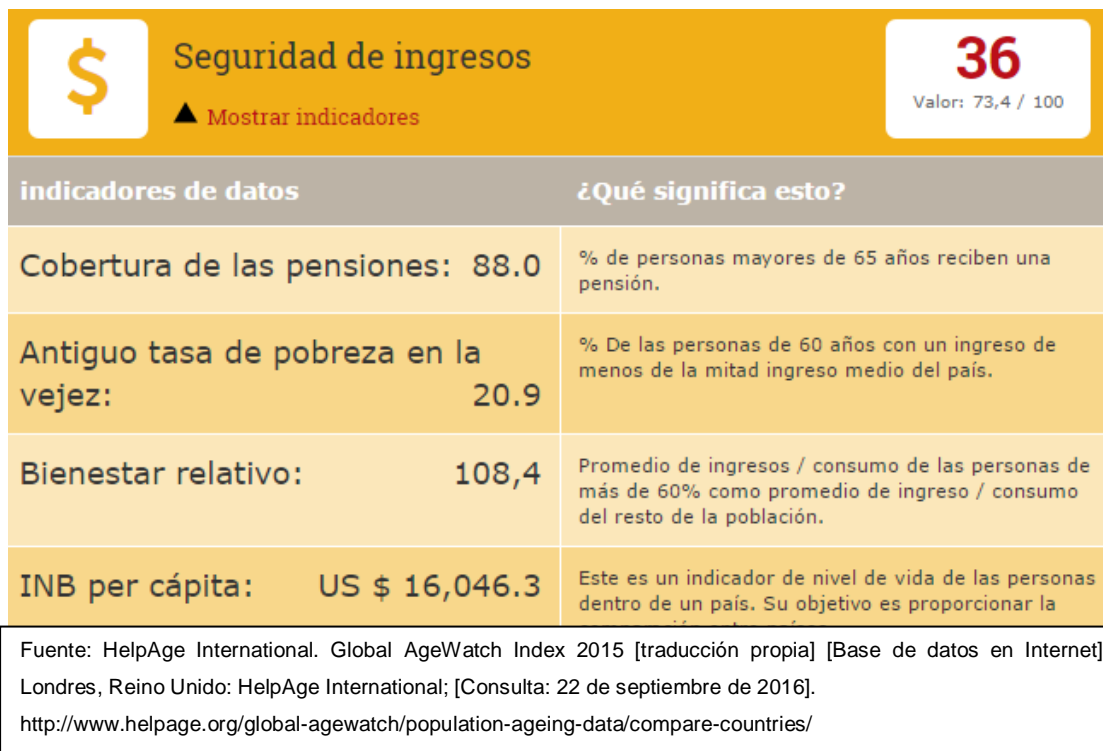 $
Seguridad de ingresos
▲ Mostrar indicadores
36
Valor: 73,4 / 100
indicadores de datos
¿Qué significa esto?
Cobertura de las pensiones: 88.0
% de personas mayores de 65 años reciben una
pensión.
Antiguo tasa de pobreza en la
vejez: 20.9
% De las personas de 60 años con un ingreso de
menos de la mitad ingreso medio del país.
Bienestar relativo: 108,4
Promedio de ingresos / consumo de las personas de
más de 60% como promedio de ingreso / consumo
del resto de la población.
INB per cápita: US $ 16,046.3
Este es un indicador de nivel de vida de las personas
dentro de un país. Su objetivo es proporcionar la
Fuente: HelpAge International. Global AgeWatch Index 2015 [traducción propia] [Base de datos en Internet]
Londres, Reino Unido: HelpAge International; [Consulta: 22 de septiembre de 2016].
http://www.helpage.org/global-agewatch/population-ageing-data/compare-countries/